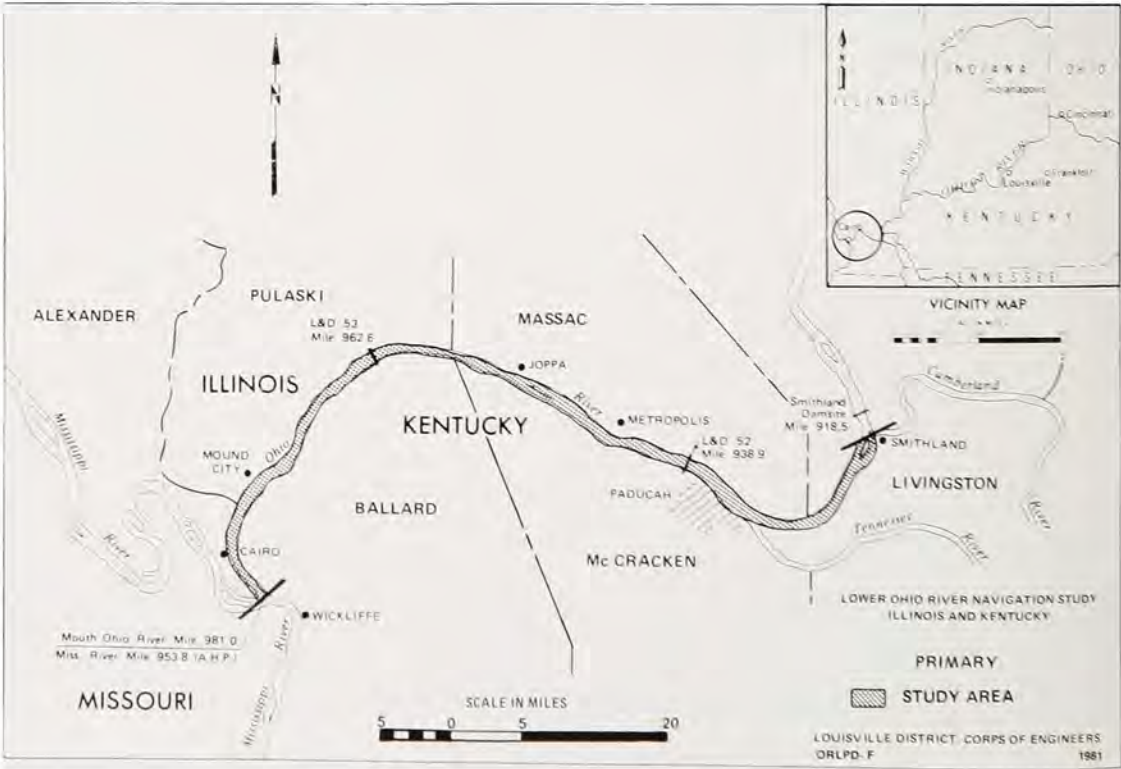 N
ALEXANDER
PULASKI
L&D 53
Mile 962.6
MASSAC
ILLINOIS
JOPPA
KENTUCKY
River
METROPOLIS
L&D 52
Mile 938.9
Smithland
Damsite
Mile 918.5
SMITHLAND
Cumberland
River
LIVINGSTON
Mississippi
River
MOUND
CITY
Ohio
BALLARD
PADUCAH
Tennessee
River
Mc CRACKEN
CAIRO
WICKLIFFE
Mouth Ohio River Mile 981.0
Miss. River Mile 953.8 (A.H.P.)
River
Mississippi
MISSOURI
SCALE IN MILES
5 0 5 20
N
INDIANA
OHIO
Indianapolis
ILLINOIS
Cincinnati
RIVER
Louisville
Frankfort
KENTUCKY
Cairo
TENNESSEE
VICINITY MAP
LOWER OHIO RIVER NAVIGATION STUDY
ILLINOIS AND KENTUCKY
PRIMARY
STUDY AREA
LOUISVILLE DISTRICT CORPS OF ENGINEERS
ORLPD-F 1981